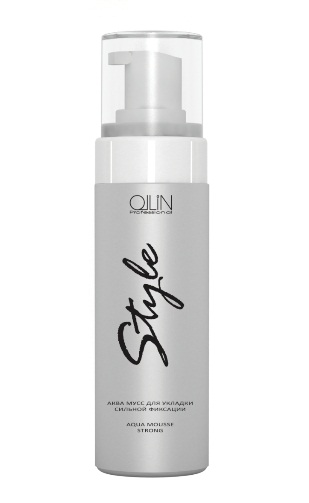 OLLIN
Professional
Style
АКВА МУСС ДЛЯ УКЛАДКИ
СИЛЬНОЙ ФИКСАЦИИ
AQUA MOUSSE
STRONG